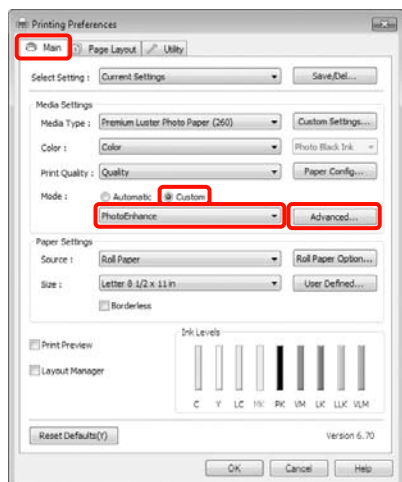 Printing Preferences
Main Page Layout Utility
Select Setting : Current Settings Save/Del...
Media Settings
Media Type : Premium Luster Photo Paper (260) Custom Settings...
Color : Color Photo Black Ink
Print Quality : Quality Paper Config...
Mode : Automatic Custom
PhotoEnhance Advanced...
Paper Settings
Source : Roll Paper Roll Paper Option...
Size : Letter 8 1/2 x 11 in User Defined...
Borderless
Ink Levels
Print Preview
Layout Manager
C Y LC MK PK VM LK LLK VLM
Reset Defaults(Y) Version 6.70
OK Cancel Help